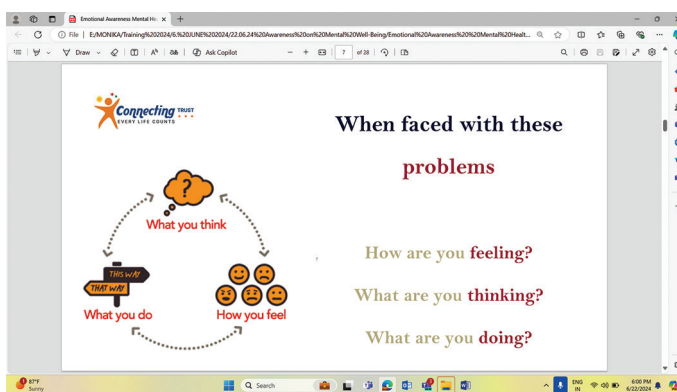 Emotional Awareness Mental He
File
E:/MONIKA/Training%202024/6.%20JUNE%202024/22.06.24%20Awareness%20on%20Mental%20Well-Being/Emotional%20Awareness%20%20Mental%20Healt...
Draw
Ask Copilot
7 of 28
Connecting TRUST
EVERY LIFE COUNTS
When faced with these
problems
?
What you think
THIS WAY
THAT WAY
What you do
How you feel
How are you feeling?
What are you thinking?
What are you doing?
87°F
Sunny
Search
ENG
IN
6:00 PM
6/22/2024